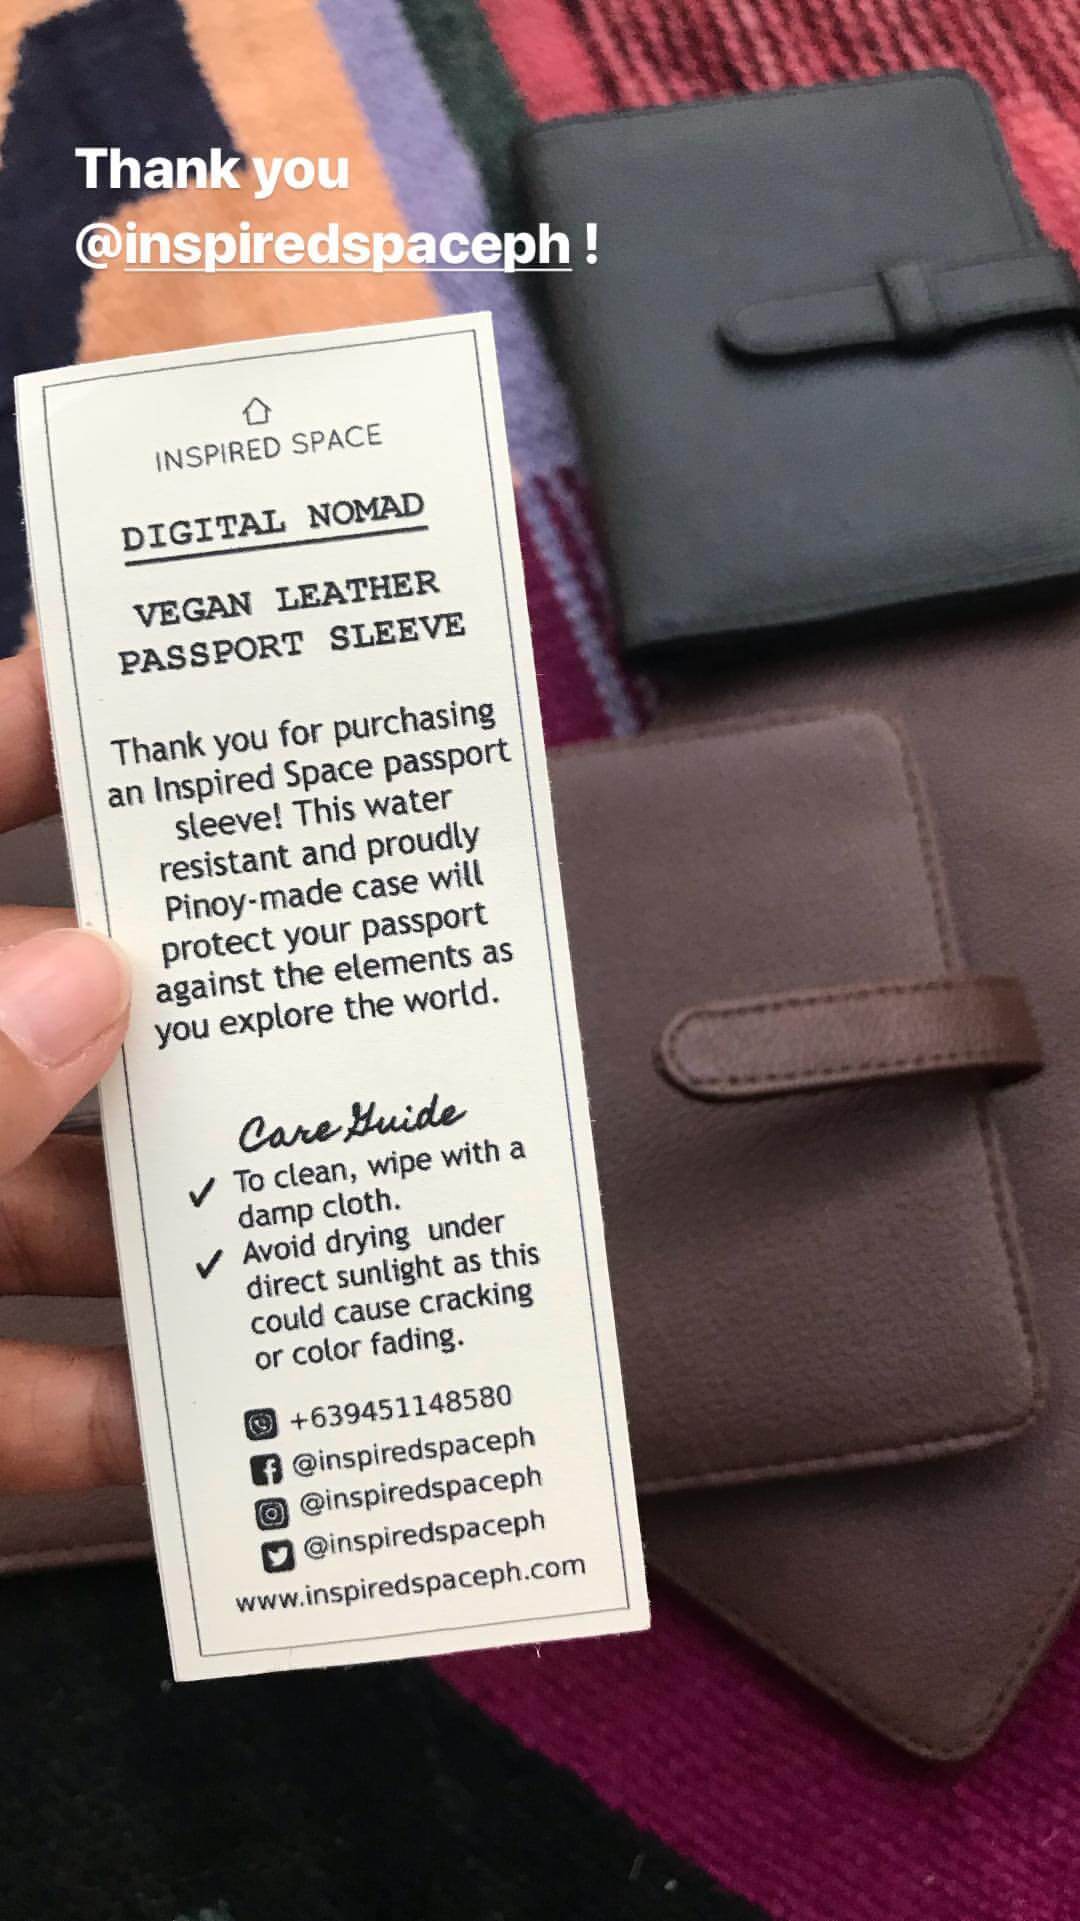 Thank you
@inspiredspaceph !
INSPIRED SPACE
DIGITAL NOMAD
VEGAN LEATHER
PASSPORT SLEEVE
Thank you for purchasing
an Inspired Space passport
sleeve! This water
resistant and proudly
Pinoy-made case will
protect your passport
against the elements as
you explore the world.
Care Guide
✓ To clean, wipe with a
damp cloth.
✓ Avoid drying under
direct sunlight as this
could cause cracking
or color fading.
+639451148580
@inspiredspaceph
@inspiredspaceph
@inspiredspaceph
www.inspiredspaceph.com